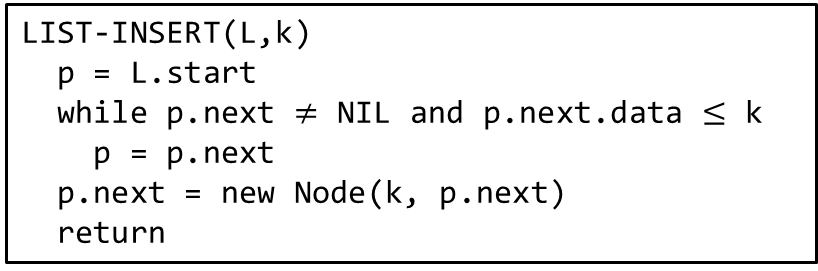 LIST-INSERT(L,k)
p = L.start
while p.next ≠ NIL and p.next.data ≤ k
p = p.next
p.next = new Node(k, p.next)
return